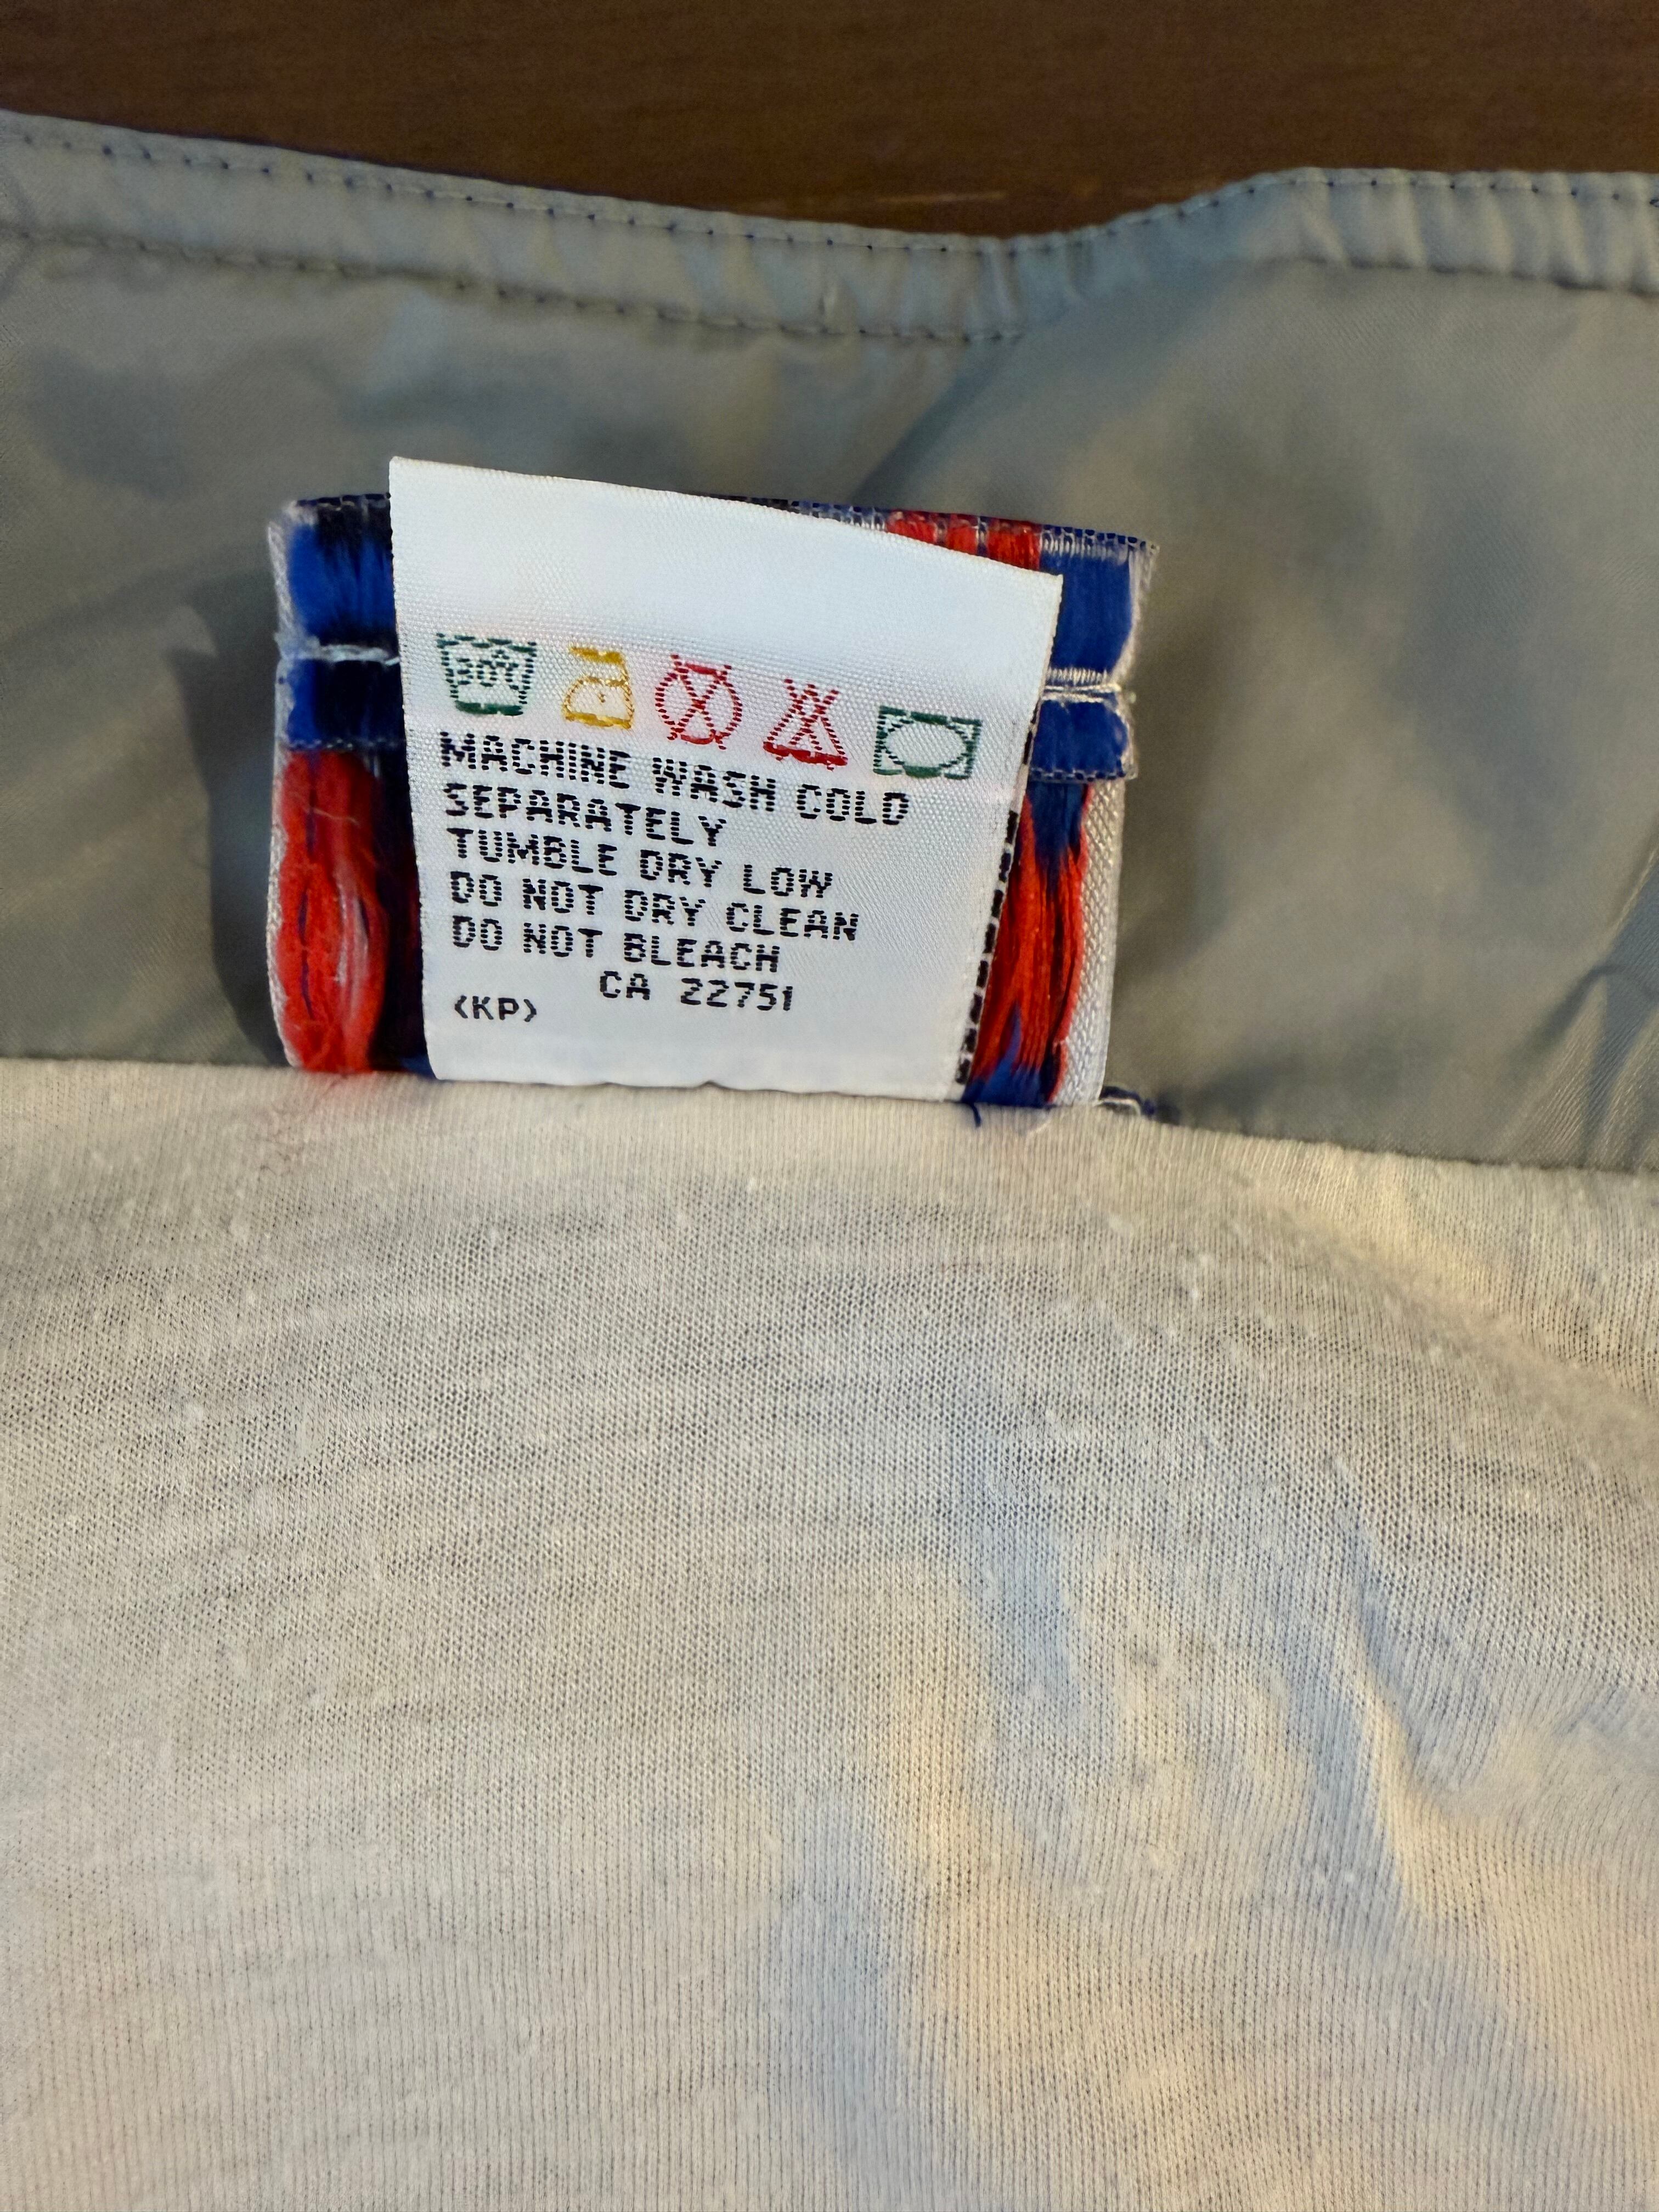 30°
MACHINE WASH COLD
SEPARATELY
TUMBLE DRY LOW
DO NOT DRY CLEAN
DO NOT BLEACH
CA 22751
(KP)